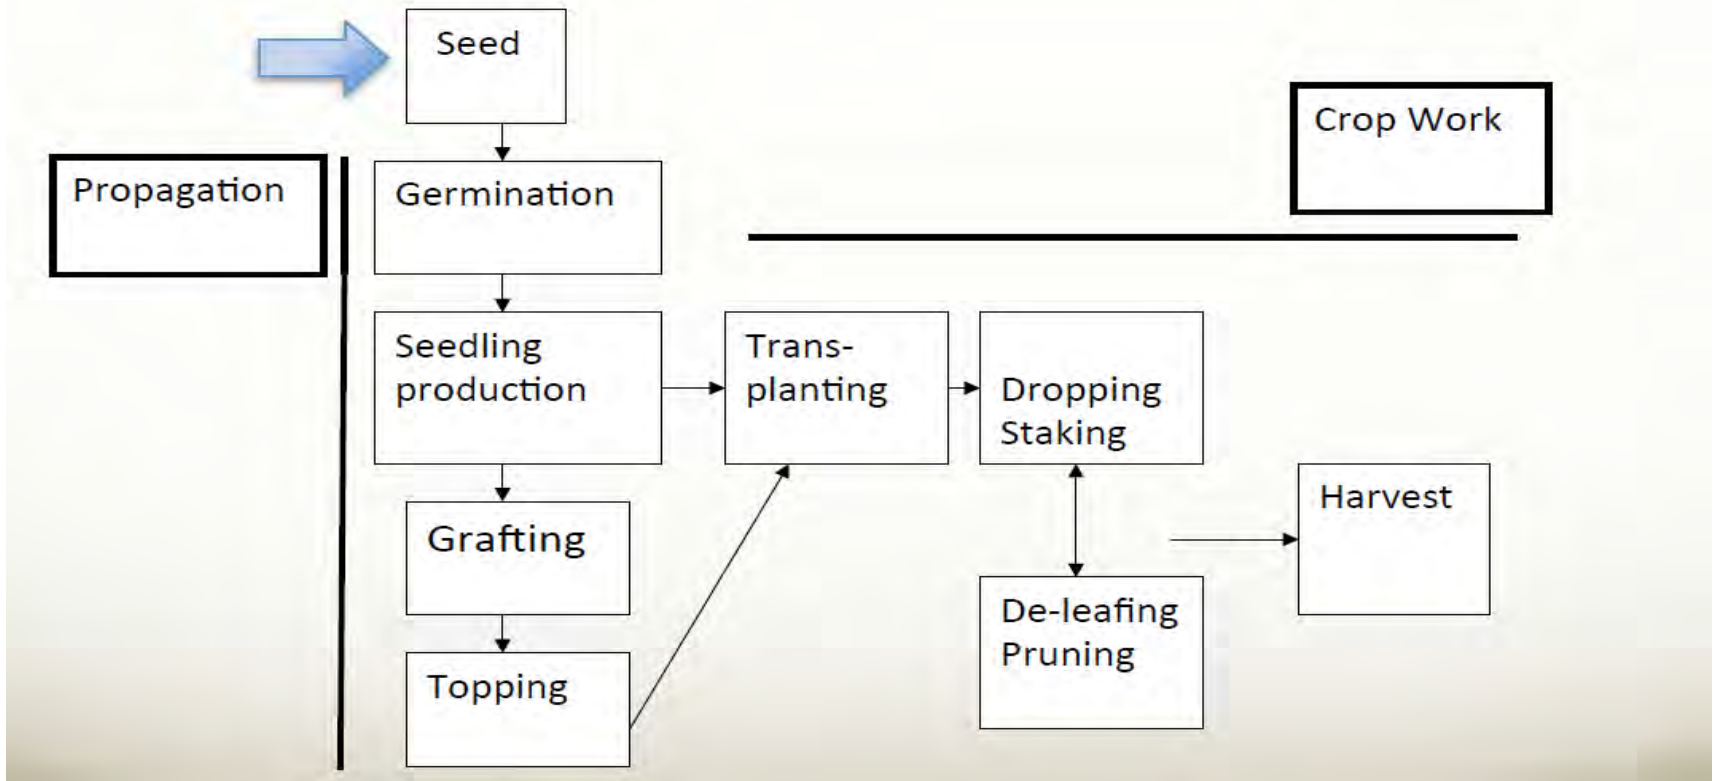 Seed
Crop Work
Propagation
Germination
Seedling
production
Trans-
planting
Dropping
Staking
Grafting
Harvest
Topping
De-leafing
Pruning